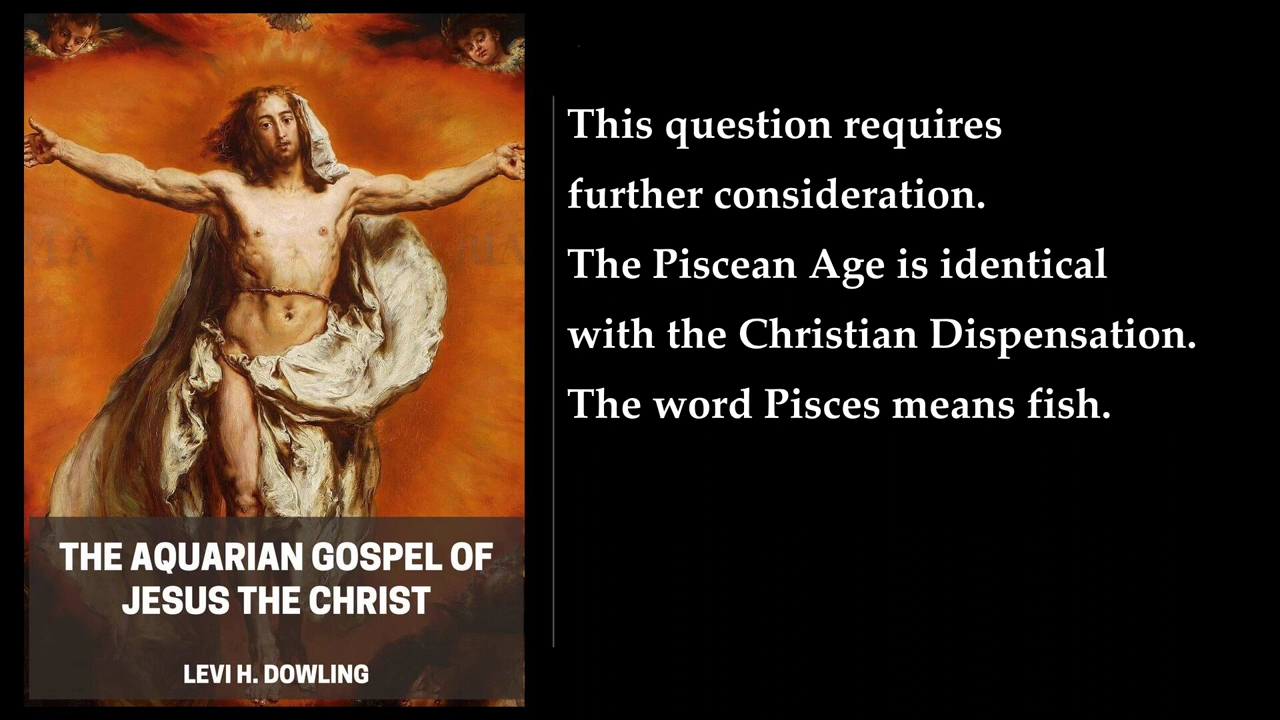 THE AQUARIAN GOSPEL OF
JESUS THE CHRIST
LEVI H. DOWLING
This question requires
further consideration.
The Piscean Age is identical
with the Christian Dispensation.
The word Pisces means fish.